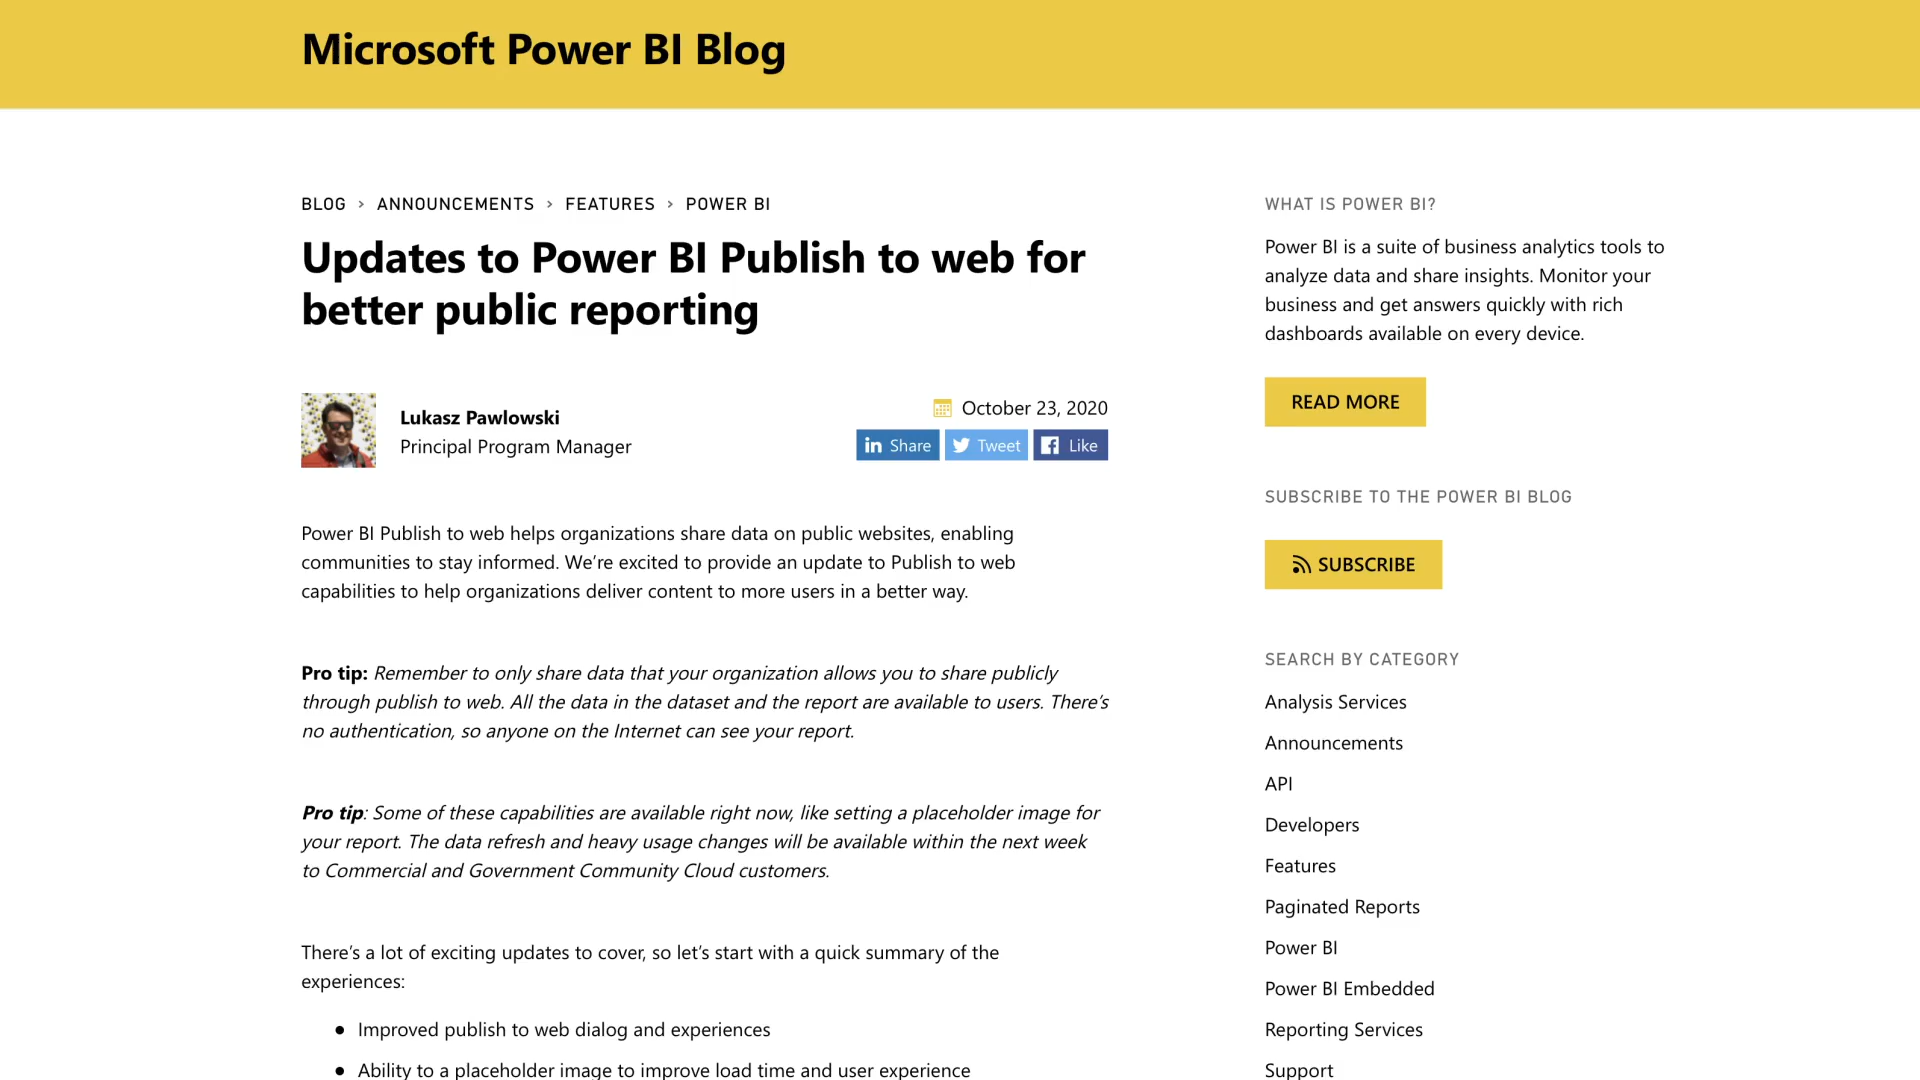 Microsoft Power BI Blog
BLOG › ANNOUNCEMENTS › FEATURES › POWER BI
Updates to Power BI Publish to web for
better public reporting
Lukasz Pawlowski
Principal Program Manager
October 23, 2020
in Share Tweet Like
Power BI Publish to web helps organizations share data on public websites, enabling
communities to stay informed. We’re excited to provide an update to Publish to web
capabilities to help organizations deliver content to more users in a better way.
Pro tip: Remember to only share data that your organization allows you to share publicly
through publish to web. All the data in the dataset and the report are available to users. There’s
no authentication, so anyone on the Internet can see your report.
Pro tip: Some of these capabilities are available right now, like setting a placeholder image for
your report. The data refresh and heavy usage changes will be available within the next week
to Commercial and Government Community Cloud customers.
There’s a lot of exciting updates to cover, so let’s start with a quick summary of the
experiences:
● Improved publish to web dialog and experiences
● Ability to a placeholder image to improve load time and user experience
WHAT IS POWER BI?
Power BI is a suite of business analytics tools to
analyze data and share insights. Monitor your
business and get answers quickly with rich
dashboards available on every device.
READ MORE
SUBSCRIBE TO THE POWER BI BLOG
SUBSCRIBE
SEARCH BY CATEGORY
Analysis Services
Announcements
API
Developers
Features
Paginated Reports
Power BI
Power BI Embedded
Reporting Services
Support